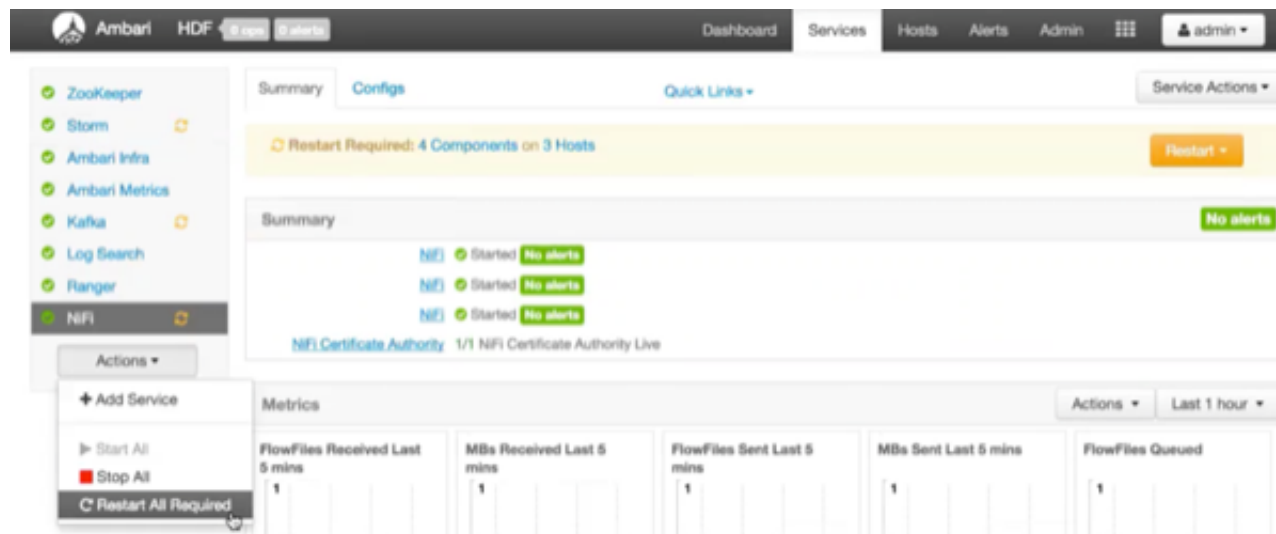 Ambari HDF 0 ops 0 alerts Dashboard Services Hosts Alerts Admin admin
ZooKeeper
Storm
Ambari Infra
Ambari Metrics
Kafka
Log Search
Ranger
NiFi
Actions
Add Service
Start All
Stop All
Restart All Required
Summary Configs Quick Links Service Actions
Restart Required: 4 Components on 3 Hosts Restart
Summary No alerts
NiFi Started No alerts
NiFi Started No alerts
NiFi Started No alerts
NiFi Certificate Authority 1/1 NiFi Certificate Authority Live
Metrics Actions Last 1 hour
FlowFiles Received Last
5 mins
1
MBs Received Last 5
mins
1
FlowFiles Sent Last 5
mins
1
MBs Sent Last 5 mins
1
FlowFiles Queued
1